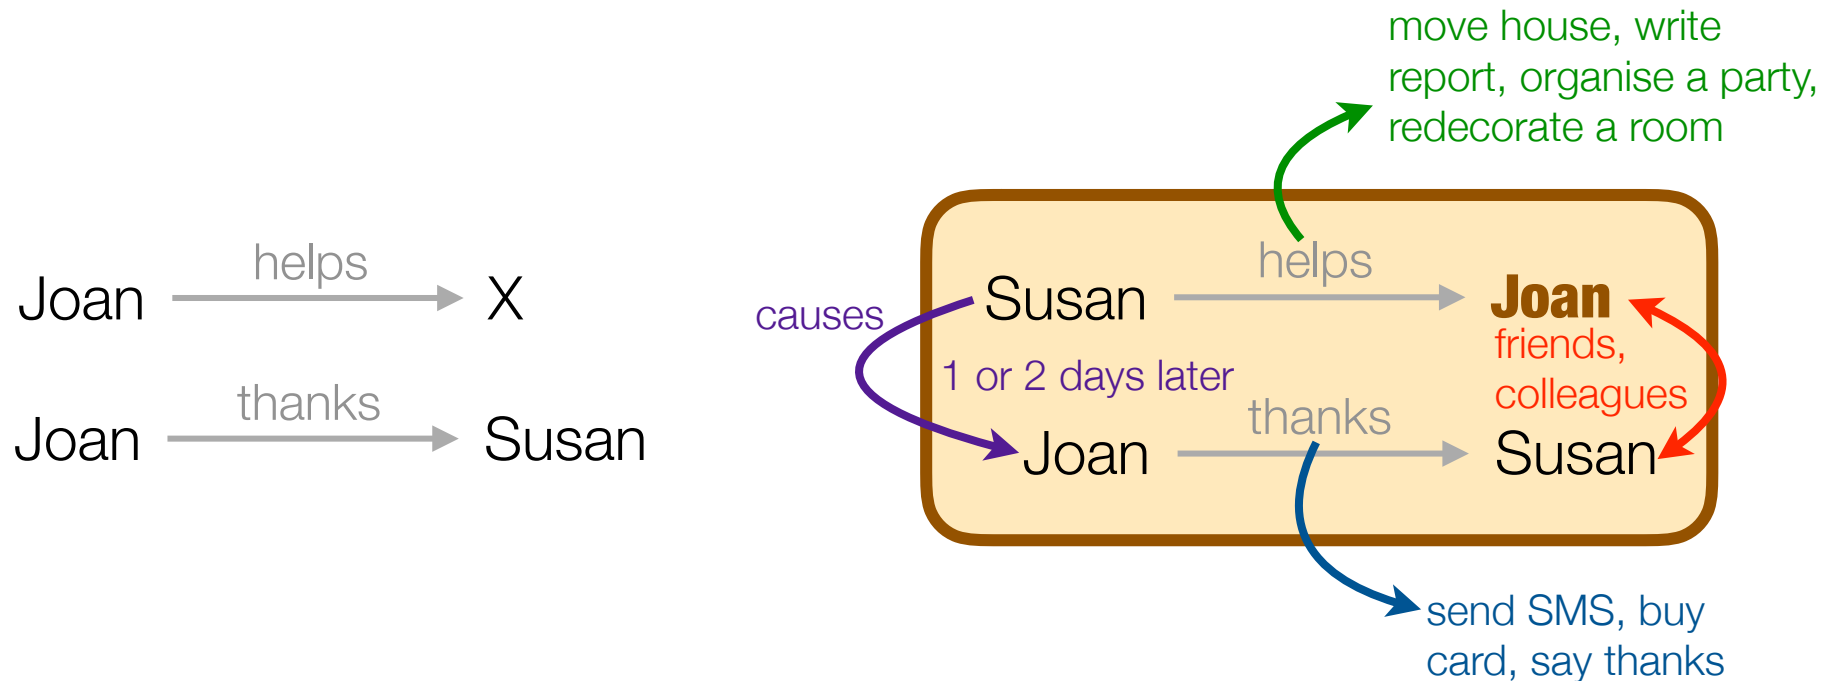 move house, write
report, organise a party,
redecorate a room
helps
Joan
X
thanks
Joan
Susan
helps
Susan
Joan
causes
friends,
1 or 2 days later
colleagues
thanks
Joan
Susan
send SMS, buy
card, say thanks